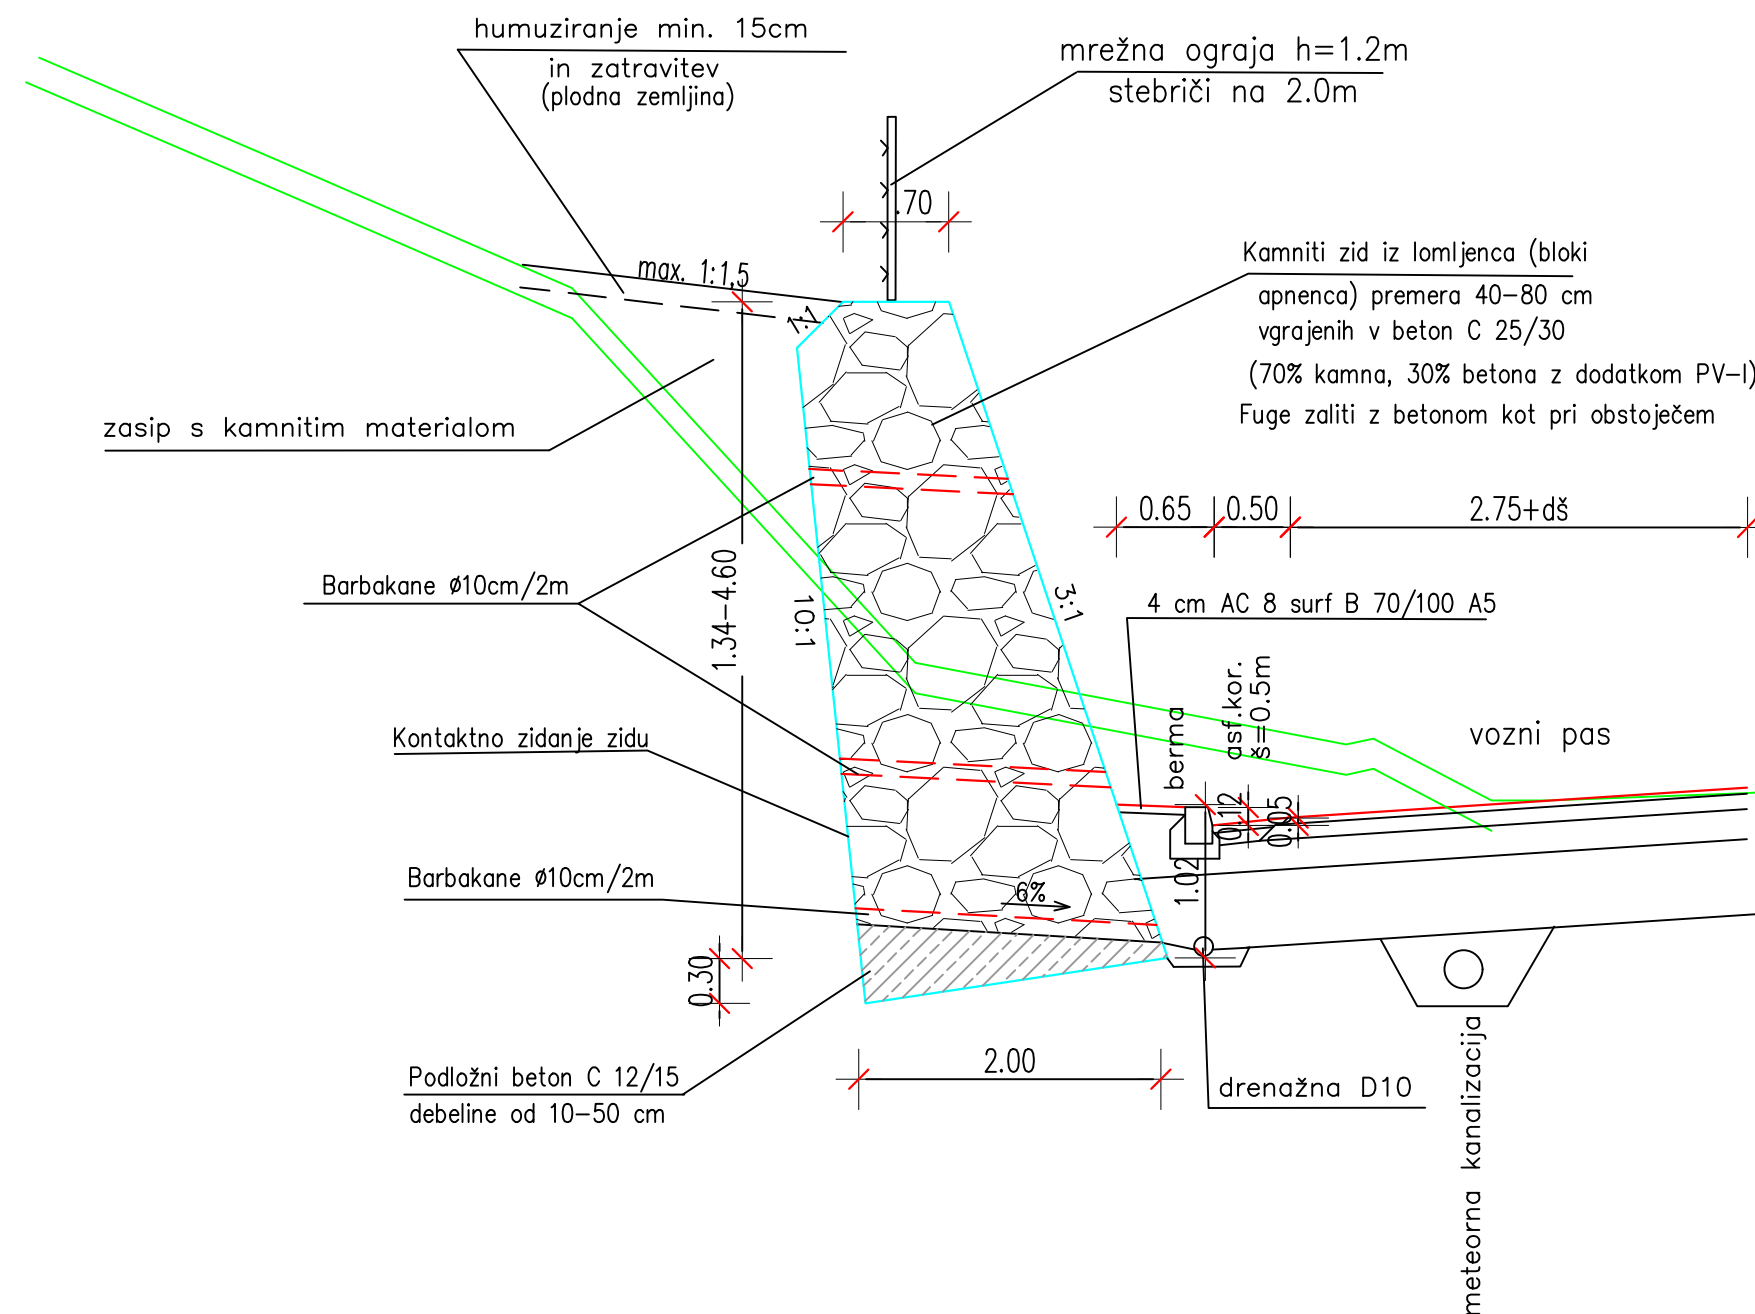 humuziranje min. 15cm
in zatravitev
(plodna zemljina)
mrežna ograja h=1.2m
stebriči na 2.0m
.70
max. 1:1,5
1:1
Kamniti zid iz lomljenca (bloki
apnenca) premera 40-80 cm
vgrajenih v beton C 25/30
(70% kamna, 30% betona z dodatkom PV-I)
Fuge zaliti z betonom kot pri obstoječem
zasip s kamnitim materialom
0.65
0.50
2.75+dš
Barbakane ø10cm/2m
1.34-4.60
10:1
3:1
4 cm AC 8 surf B 70/100 A5
berma
asf.kor.
š=0.5m
vozni pas
Kontaktno zidanje zidu
0.12
0.05
1.02
Barbakane ø10cm/2m
6%
0.30
2.00
Podložni beton C 12/15
debeline od 10-50 cm
drenažna D10
meteorna kanalizacija